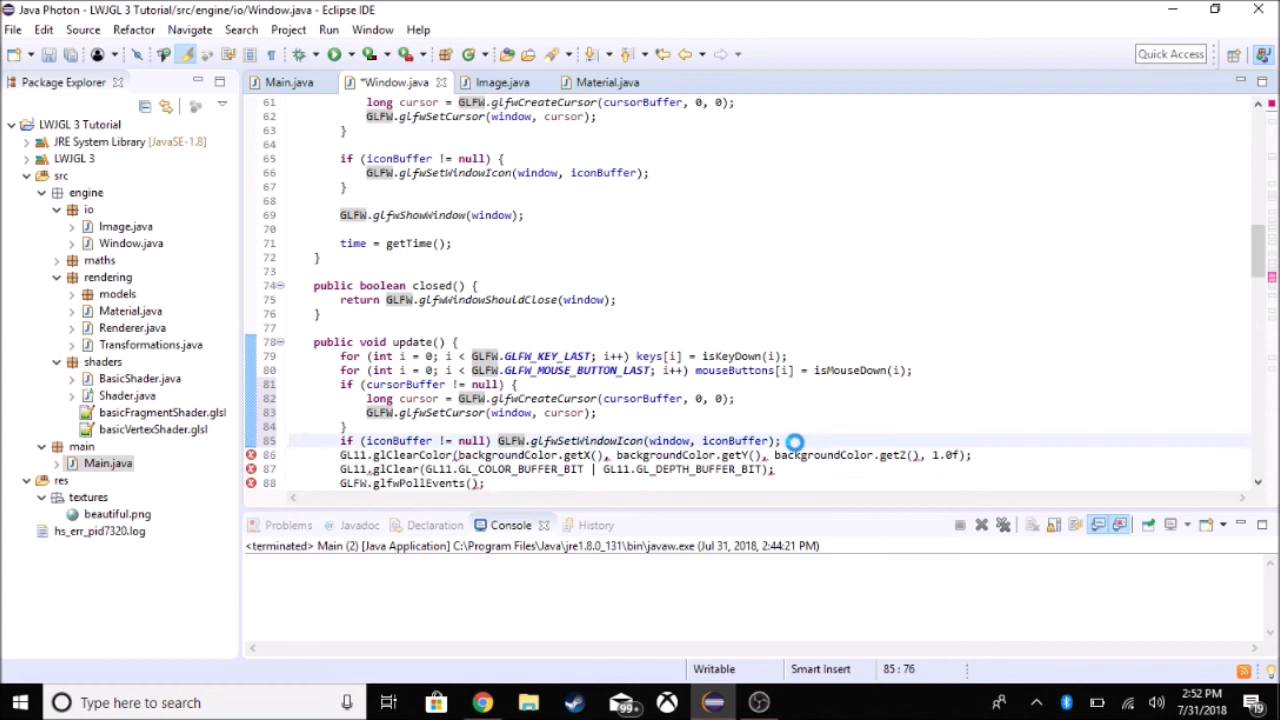 Java Photon - LWJGL 3 Tutorial/src/engine/io/Window.java - Eclipse IDE
File Edit Source Refactor Navigate Search Project Run Window Help
Quick Access
Package Explorer
Main.java
*Window.java
Image.java
Material.java
LWJGL 3 Tutorial
JRE System Library [JavaSE-1.8]
LWJGL 3
src
engine
io
Image.java
Window.java
maths
rendering
models
Material.java
Renderer.java
Transformations.java
shaders
BasicShader.java
Shader.java
basicFragmentShader.glsl
basicVertexShader.glsl
main
Main.java
res
textures
beautiful.png
hs_err_pid7320.log
61 long cursor = GLFW.glfwCreateCursor(cursorBuffer, 0, 0);
62 GLFW.glfwSetCursor(window, cursor);
63 }
64
65 if (iconBuffer != null) {
66 GLFW.glfwSetWindowIcon(window, iconBuffer);
67 }
68
69 GLFW.glfwShowWindow(window);
70
71 time = getTime();
72 }
73
74 public boolean closed() {
75 return GLFW.glfwWindowShouldClose(window);
76 }
77
78 public void update() {
79 for (int i = 0; i < GLFW.GLFW_KEY_LAST; i++) keys[i] = isKeyDown(i);
80 for (int i = 0; i < GLFW.GLFW_MOUSE_BUTTON_LAST; i++) mouseButtons[i] = isMouseDown(i);
81 if (cursorBuffer != null) {
82 long cursor = GLFW.glfwCreateCursor(cursorBuffer, 0, 0);
83 GLFW.glfwSetCursor(window, cursor);
84 }
85 if (iconBuffer != null) GLFW.glfwSetWindowIcon(window, iconBuffer);
86 GL11.glClearColor(backgroundColor.getX(), backgroundColor.getY(), backgroundColor.getZ(), 1.0f);
87 GL11.glClear(GL11.GL_COLOR_BUFFER_BIT | GL11.GL_DEPTH_BUFFER_BIT);
88 GLFW.glfwPollEvents();
Problems Javadoc Declaration Console History
<terminated> Main (2) [Java Application] C:\Program Files\Java\jre1.8.0_131\bin\javaw.exe (Jul 31, 2018, 2:44:21 PM)
Writable Smart Insert 85 : 76
Type here to search
99+
2:52 PM
7/31/2018
19